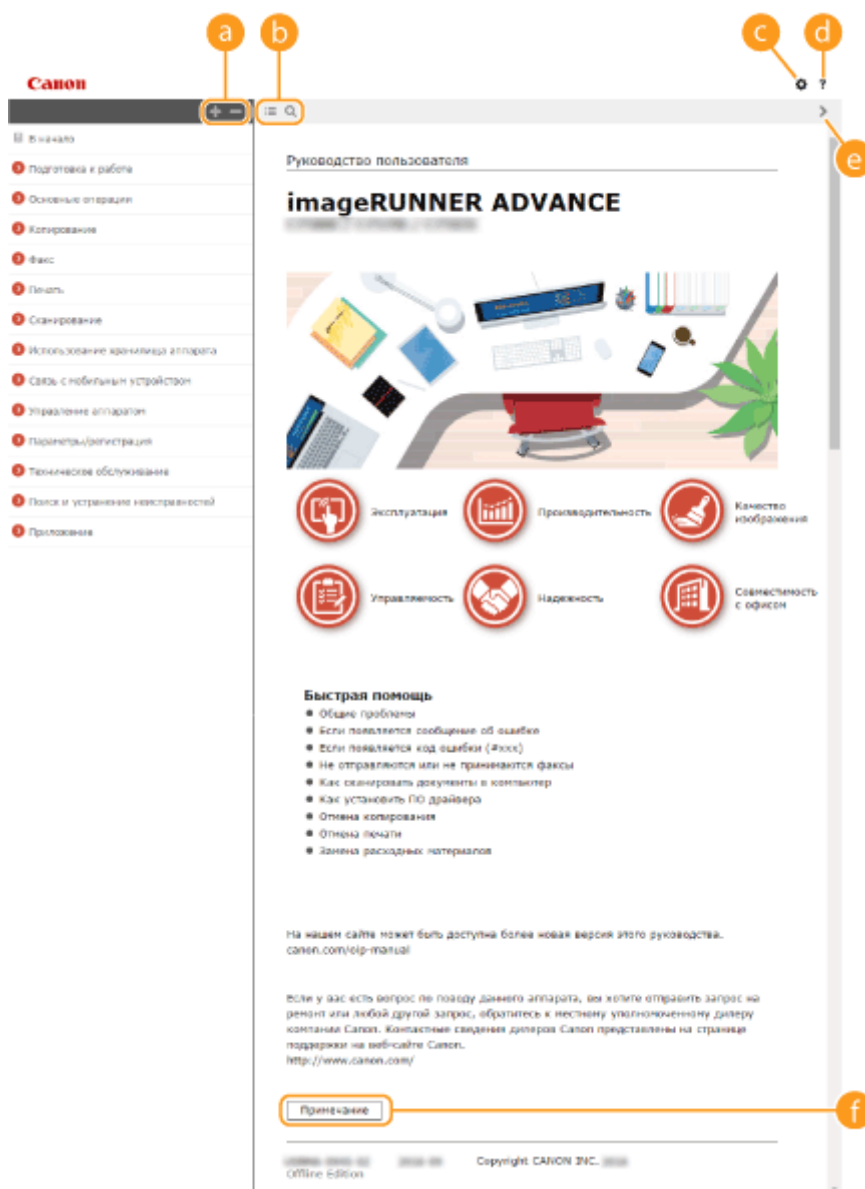 a
b
c
d
Canon
?
e
В начало
Руководство пользователя
Подготовка к работе
imageRUNNER ADVANCE
Основные операции
Копирование
Факс
Печать
Сканирование
Использование хранилища аппарата
Связь с мобильным устройством
Управление аппаратом
Параметры/регистрация
Техническое обслуживание
Поиск и устранение неисправностей
Приложение
Эксплуатация
Производительность
Качество
изображения
Управляемость
Надежность
Совместимость
с офисом
Быстрая помощь
Общие проблемы
Если появляется сообщение об ошибке
Если появляется код ошибки (#xxx)
Не отправляются или не принимаются факсы
Как сканировать документы в компьютер
Как установить ПО драйвера
Отмена копирования
Отмена печати
Замена расходных материалов
На нашем сайте может быть доступна более новая версия этого руководства.
canon.com/oip-manual
Если у вас есть вопрос по поводу данного аппарата, вы хотите отправить запрос на
ремонт или любой другой запрос, обратитесь к местному уполномоченному дилеру
компании Canon. Контактные сведения дилеров Canon представлены на странице
поддержки на веб-сайте Canon.
http://www.canon.com/
Примечание
f
Copyright CANON INC.
Offline Edition